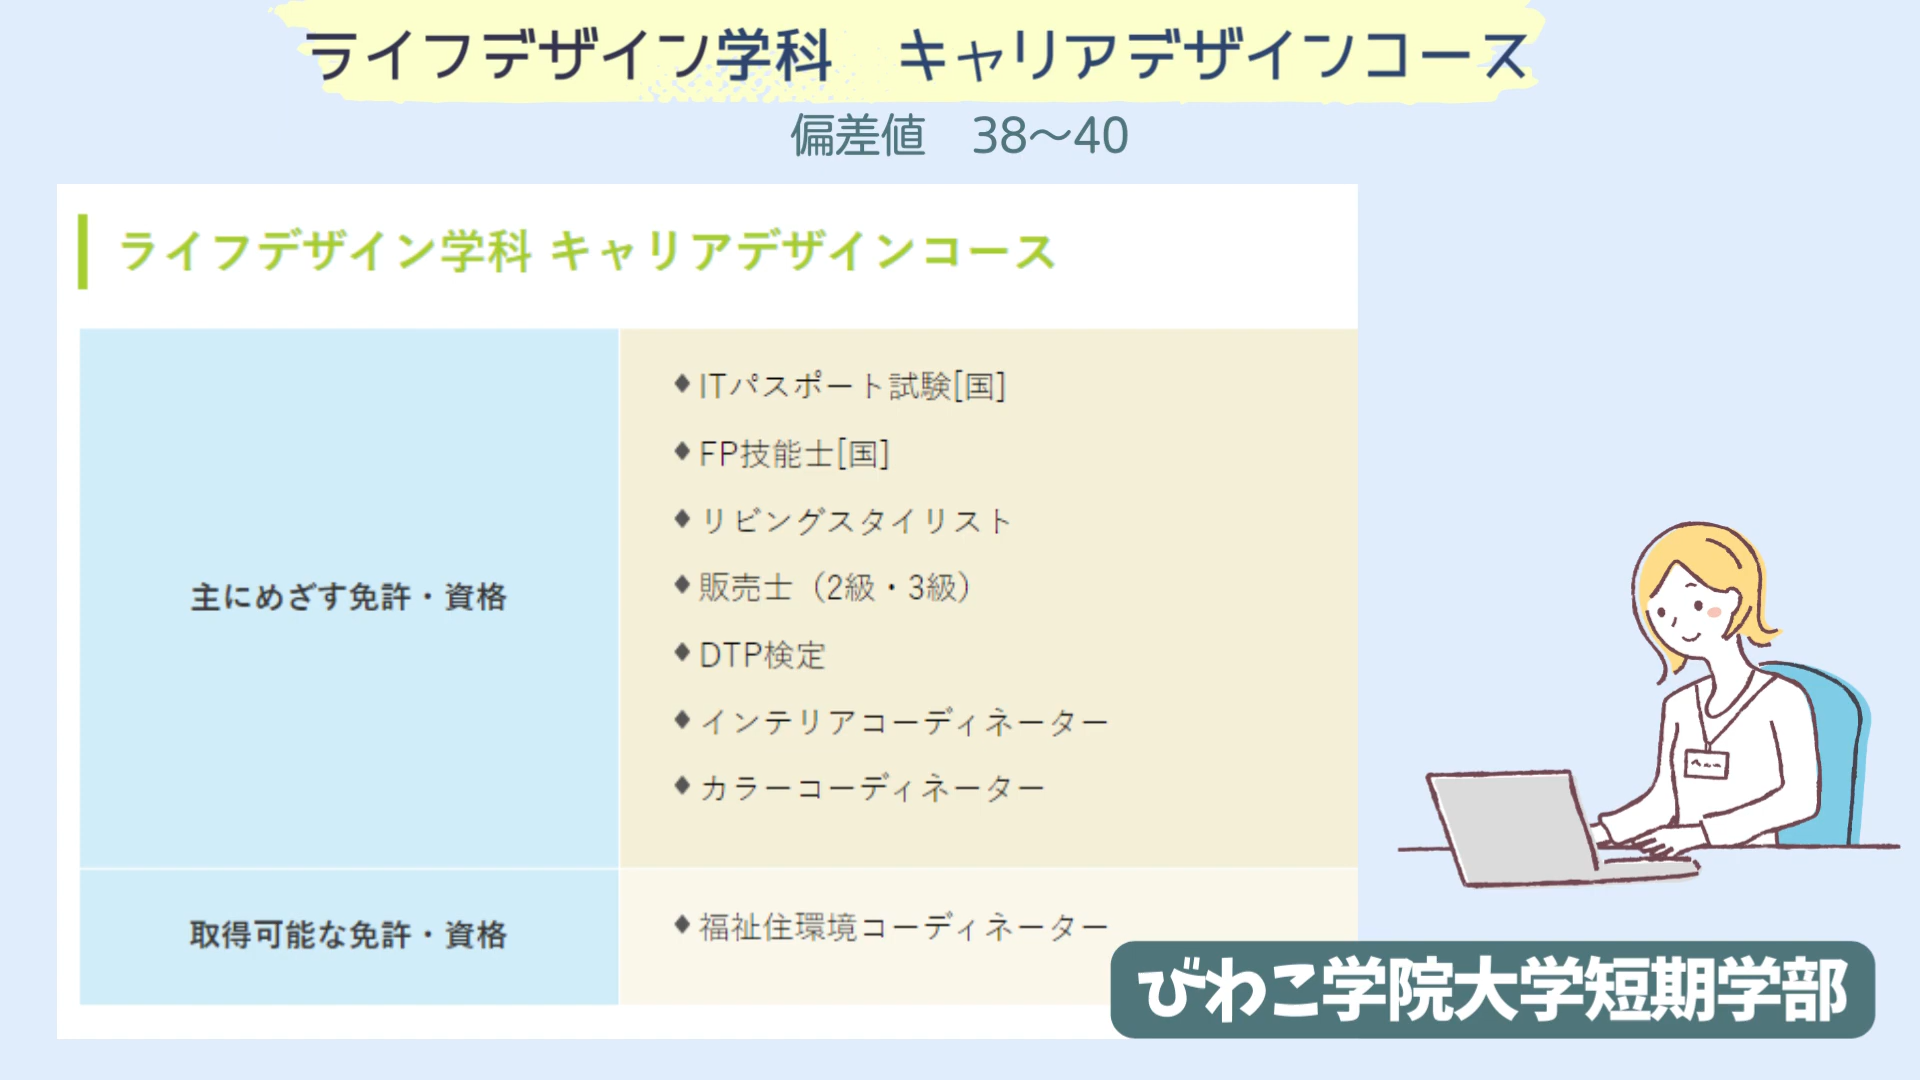 ライフデザイン学科　キャリアデザインコース
偏差値　38〜40
ライフデザイン学科 キャリアデザインコース
主にめざす免許・資格
♦ITパスポート試験[国]
♦FP技能士[国]
♦リビングスタイリスト
♦販売士（2級・3級）
♦DTP検定
♦インテリアコーディネーター
♦カラーコーディネーター
取得可能な免許・資格
♦福祉住環境コーディネーター
びわこ学院大学短期学部